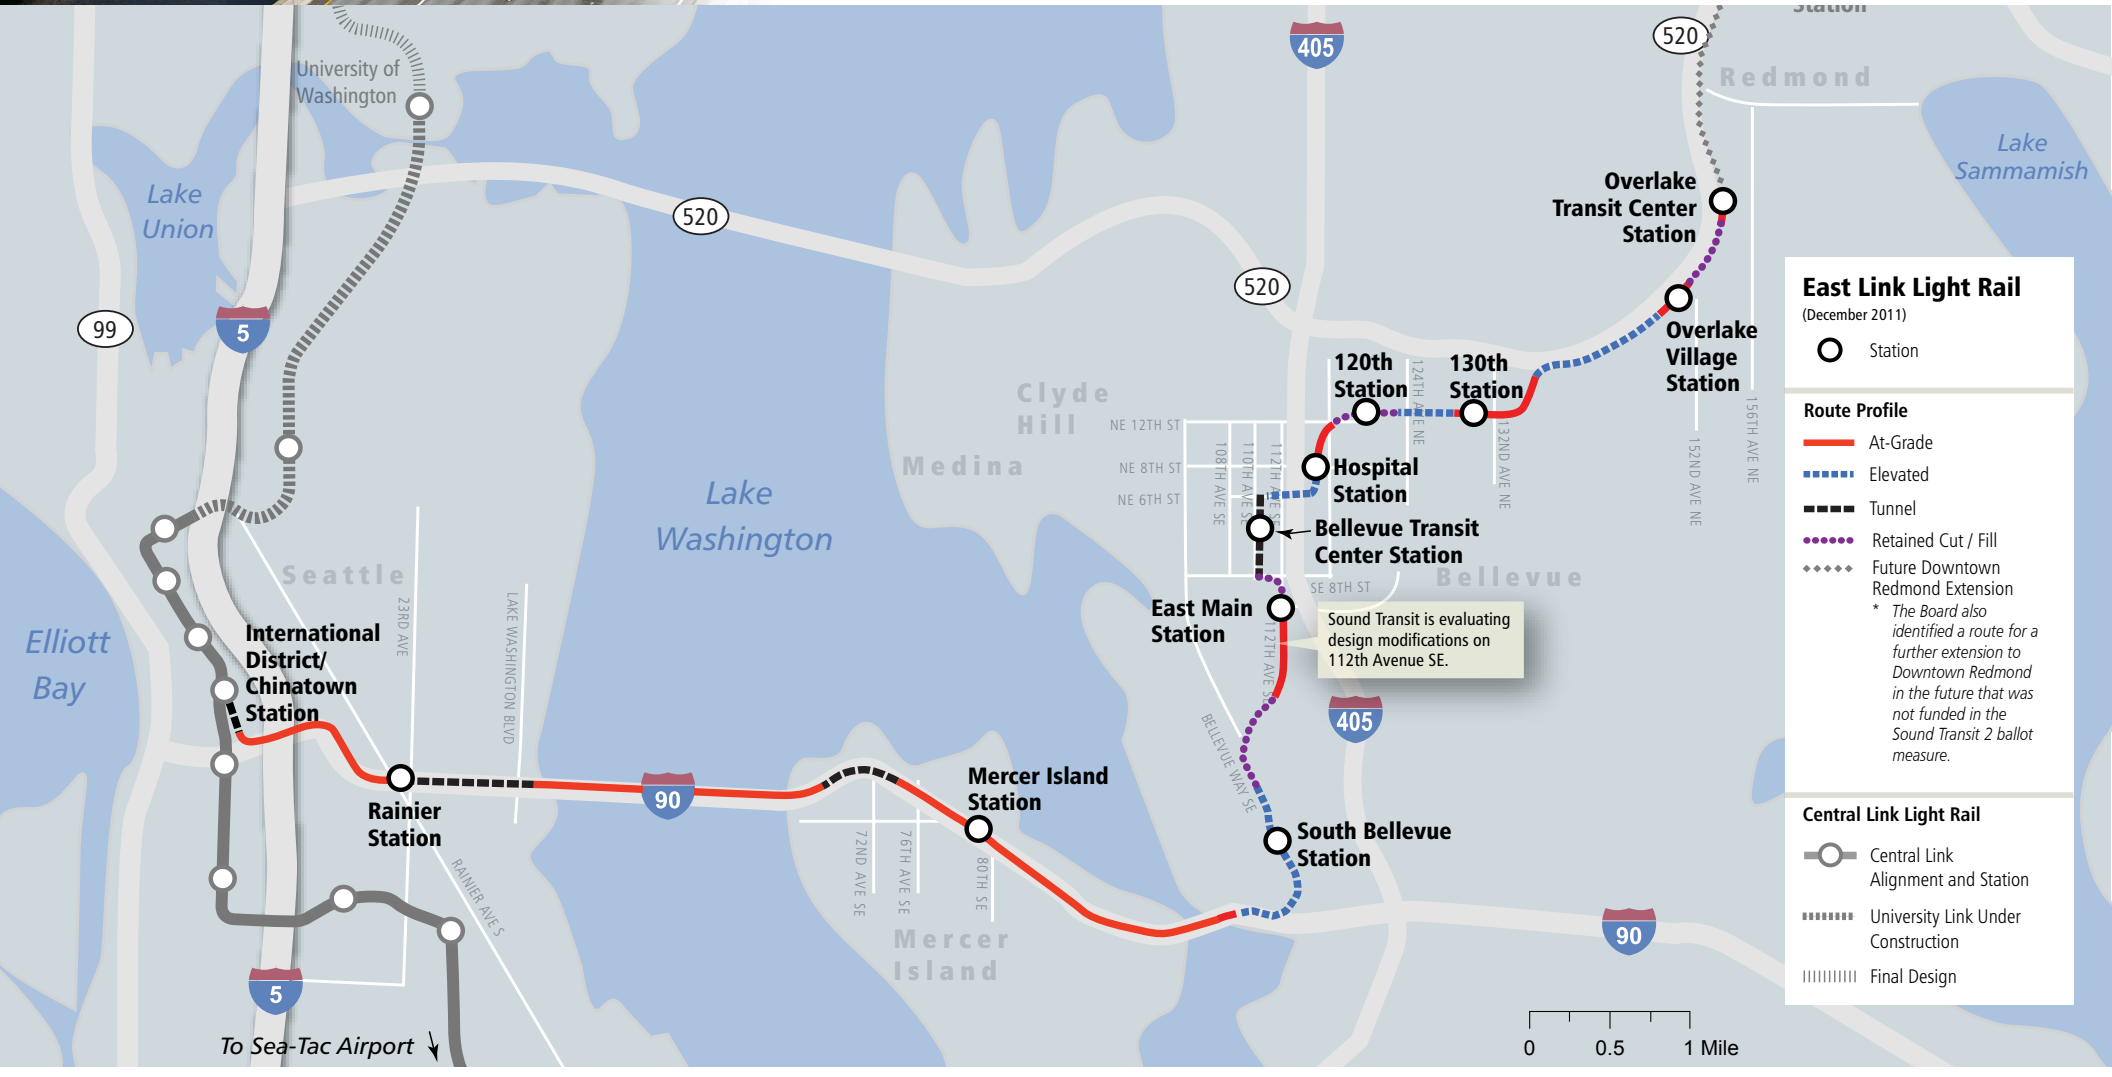 Station
405
520
Redmond
University of
Washington
Lake
Sammamish
Lake
Union
520
Overlake
Transit Center
Station
520
99
5
East Link Light Rail
(December 2011)
Station
Overlake
Village
Station
120th
Station
130th
Station
124TH AVE NE
132ND AVE NE
152ND AVE NE
156TH AVE NE
Clyde
Hill
Medina
NE 12TH ST
NE 8TH ST
NE 6TH ST
108TH AVE SE
110TH AVE SE
112TH AVE SE
Hospital
Station
Bellevue Transit
Center Station
Bellevue
SE 8TH ST
Lake
Washington
Seattle
23RD AVE
LAKE WASHINGTON BLVD
Elliott
Bay
International
District/
Chinatown
Station
East Main
Station
Sound Transit is evaluating
design modifications on
112th Avenue SE.
112TH AVE SE
BELLEVUE WAY SE
405
Rainier
Station
90
Mercer Island
Station
South Bellevue
Station
72ND AVE SE
76TH AVE SE
80TH SE
RAINIER AVE S
Mercer
Island
90
5
To Sea-Tac Airport
0 0.5 1 Mile
Route Profile
At-Grade
Elevated
Tunnel
Retained Cut / Fill
Future Downtown
Redmond Extension
* The Board also
identified a route for a
further extension to
Downtown Redmond
in the future that was
not funded in the
Sound Transit 2 ballot
measure.
Central Link Light Rail
Central Link
Alignment and Station
University Link Under
Construction
Final Design